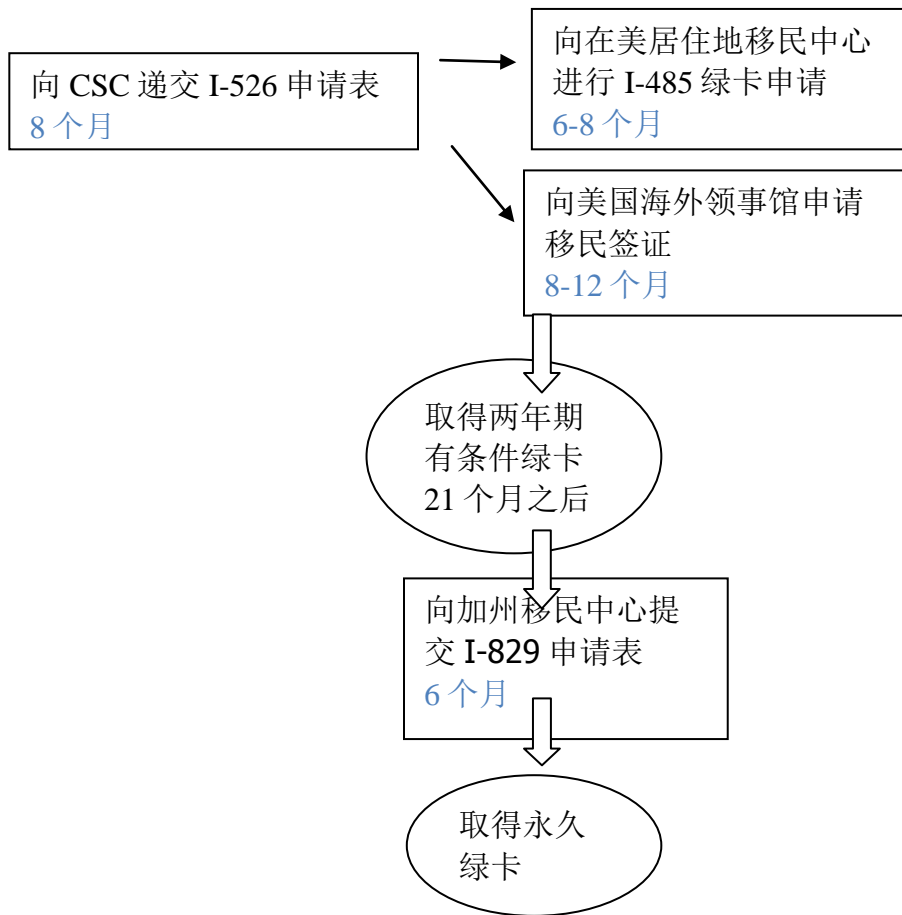 向 CSC 递交 I-526 申请表
8 个月
向在美居住地移民中心
进行 I-485 绿卡申请
6-8 个月
向美国海外领事馆申请
移民签证
8-12 个月
取得两年期
有条件绿卡
21 个月之后
向加州移民中心提
交 I-829 申请表
6 个月
取得永久
绿卡